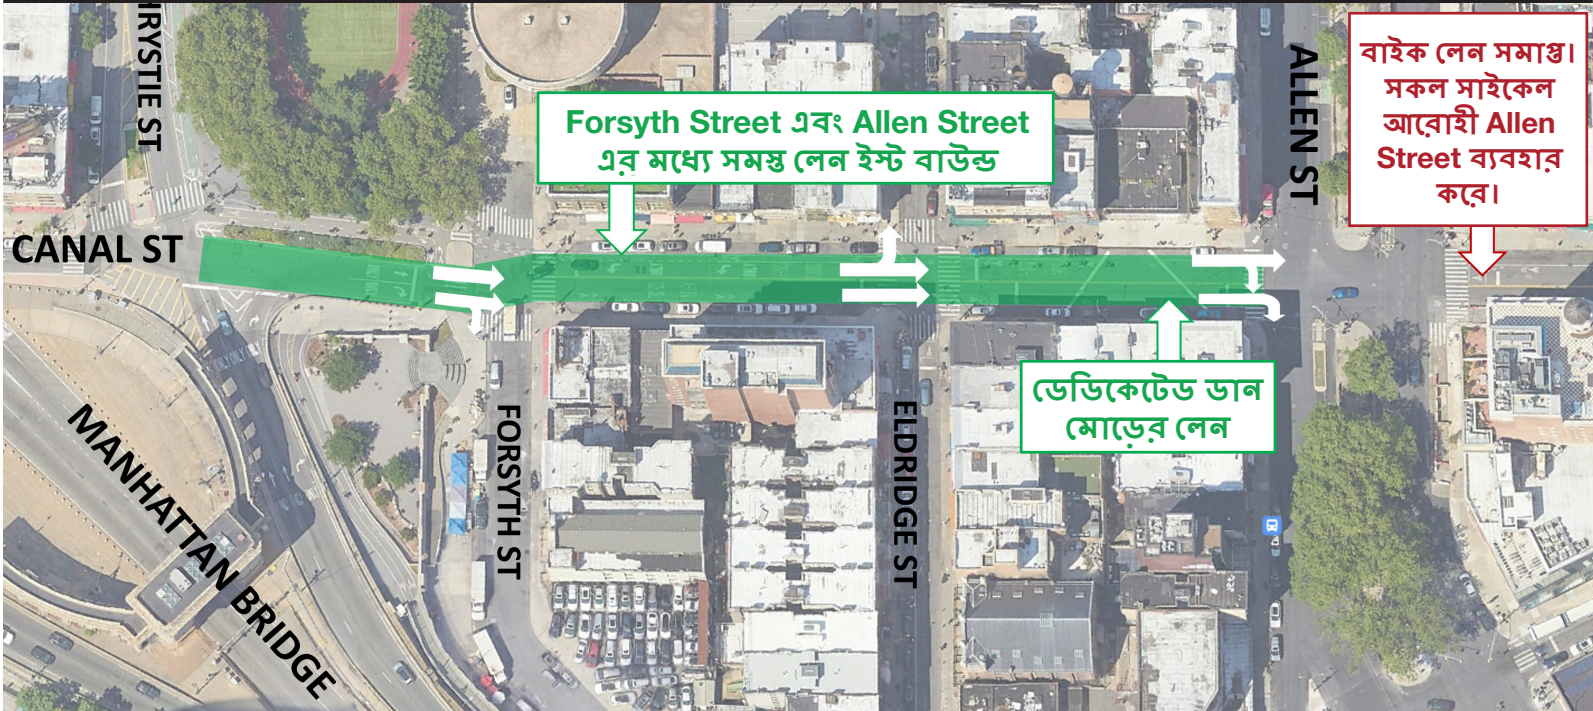 HRYSTIE ST
ALLEN ST
বাইক লেন সমাপ্ত।
সকল সাইকেল
আরোহী Allen
Street ব্যবহার
করে।
Forsyth Street এবং Allen Street
এর মধ্যে সমস্ত লেন ইস্ট বাউন্ড
CANAL ST
ডেডিকেটেড ডান
মোড়ের লেন
FORSYTH ST
ELDRIDGE ST
MANHATTAN BRIDGE